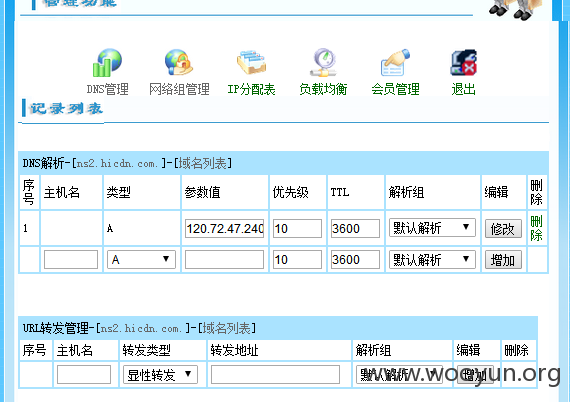 管理功能
DNS管理 网络组管理 IP分配表 负载均衡 会员管理 退出
记录列表
DNS解析-[ns2.hicdn.com.]-[域名列表]
序号 主机名 类型 参数值 优先级 TTL 解析组 编辑 删除
1 A 120.72.47.240 10 3600 默认解析 修改 删除
A 10 3600 默认解析 增加
URL转发管理-[ns2.hicdn.com.]-[域名列表]
序号 主机名 转发类型 转发地址 解析组 编辑 删除
显性转发 默认解析 增加
www.wooyun.org